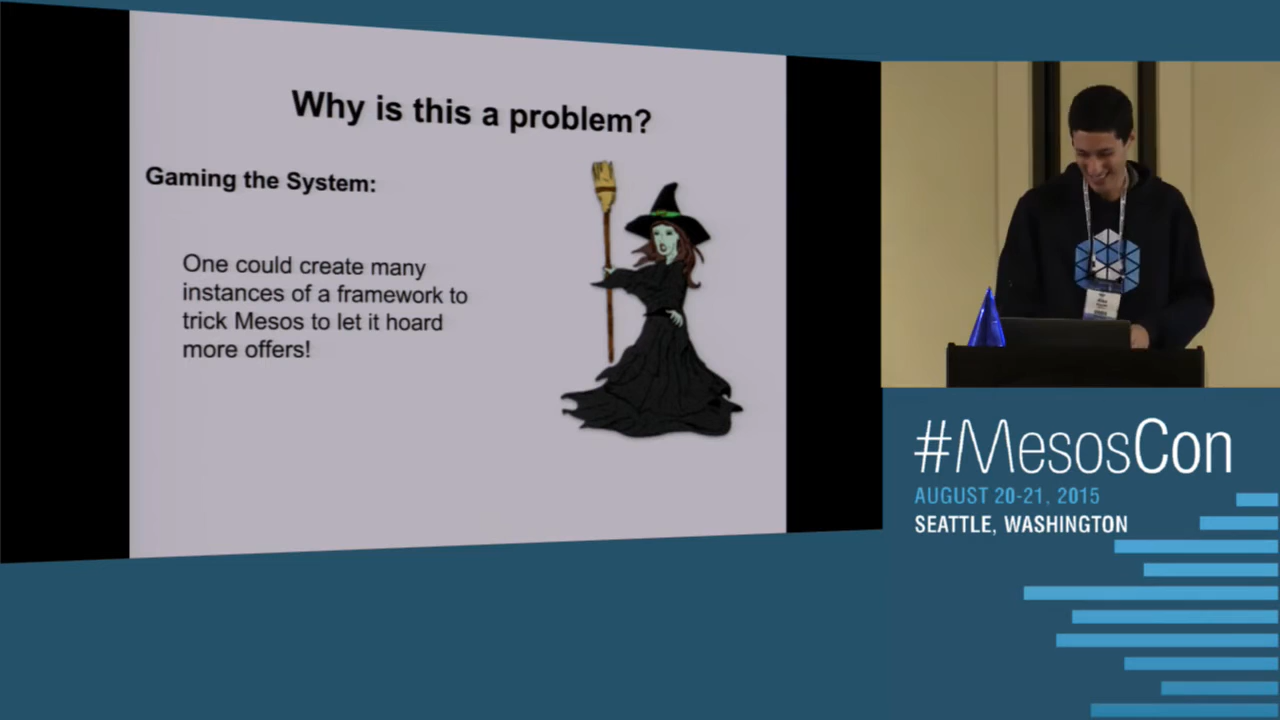 Why is this a problem?
Gaming the System:
One could create many
instances of a framework to
trick Mesos to let it hoard
more offers!
#MesosCon
AUGUST 20-21, 2015
SEATTLE, WASHINGTON